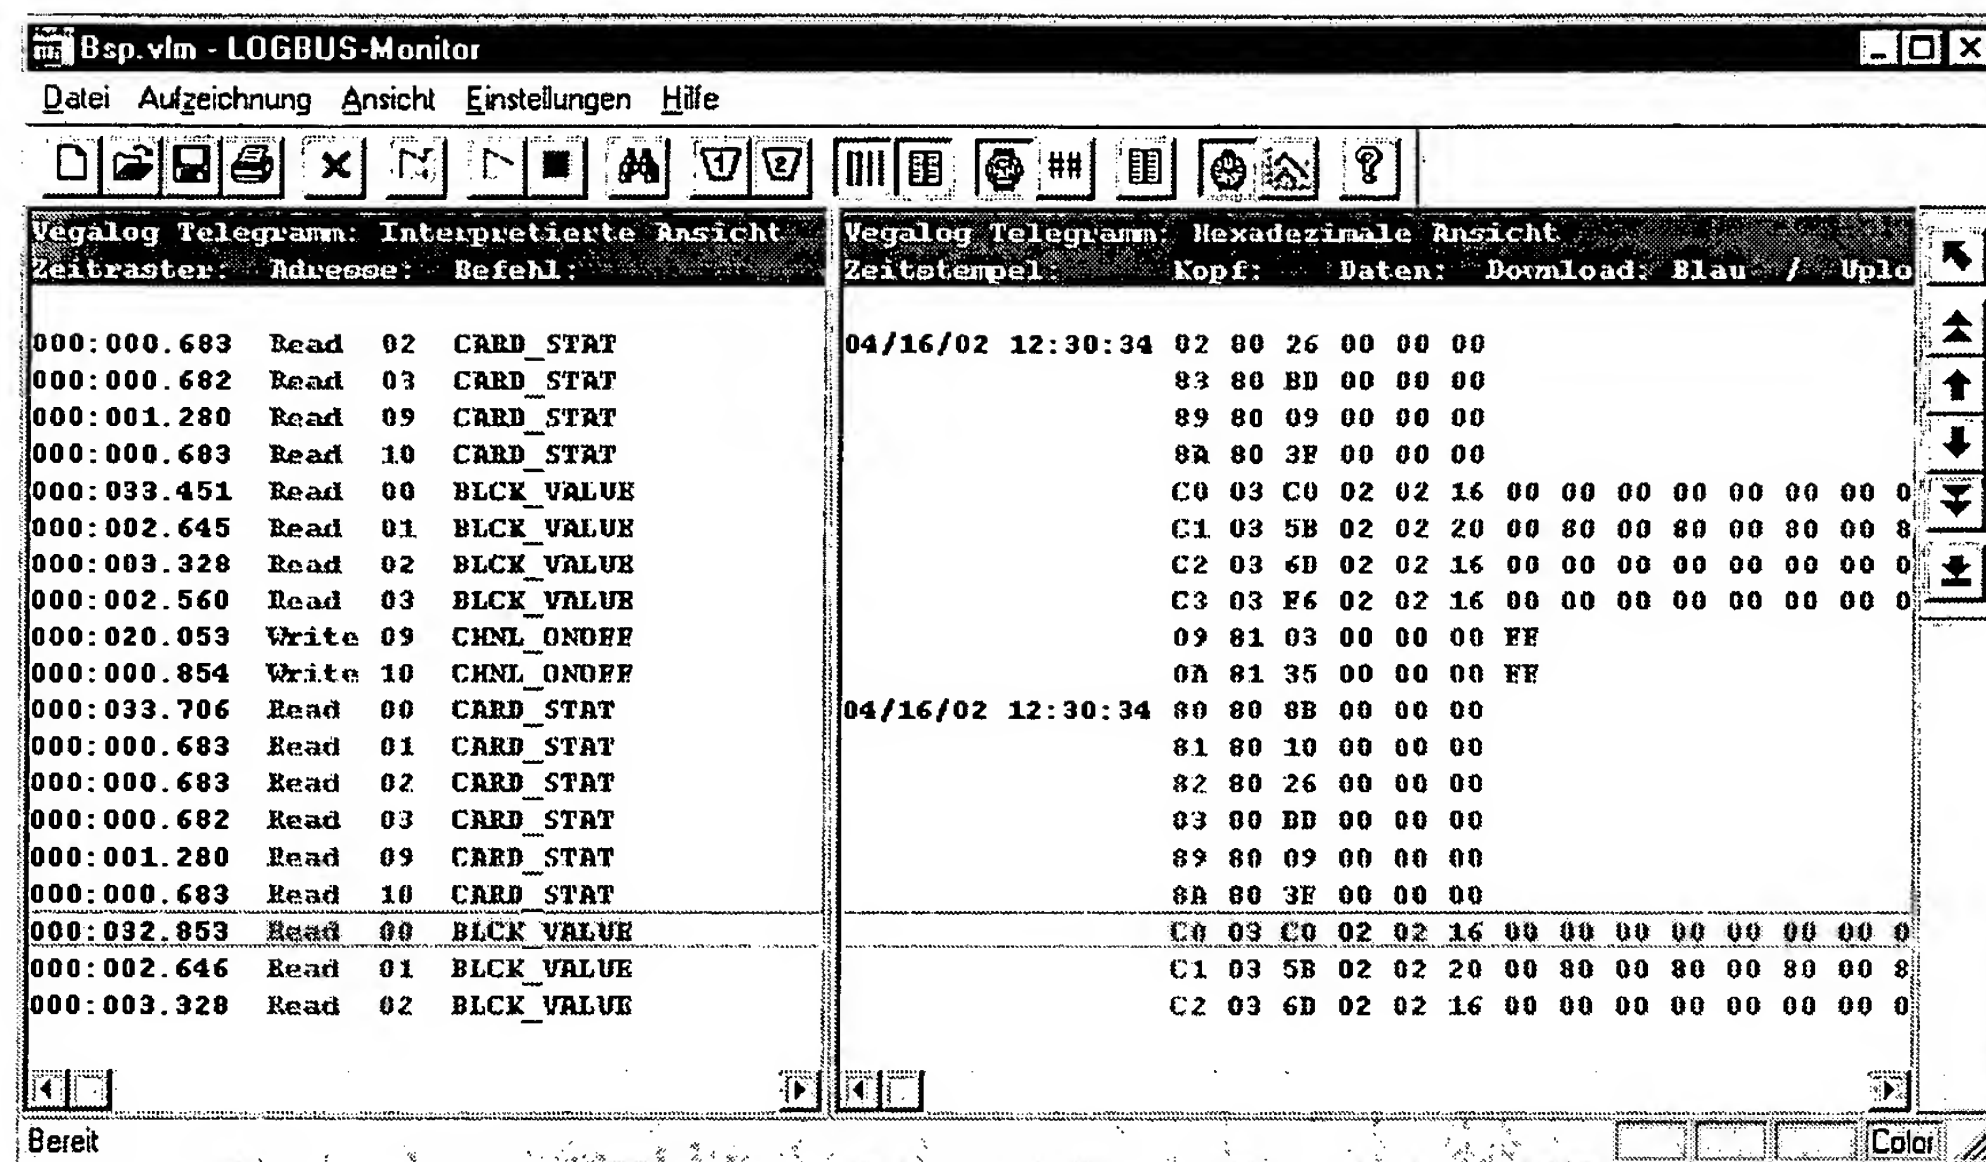 Bsp.vlm - LOGBUS-Monitor
Datei Aufzeichnung Ansicht Einstellungen Hilfe
1 2 ## ?
Vegalog Telegramm: Interpretierte Ansicht
Zeitraster: Adresse: Befehl:
000:000.683 Read 02 CARD_STAT
000:000.682 Read 03 CARD_STAT
000:001.280 Read 09 CARD_STAT
000:000.683 Read 10 CARD_STAT
000:033.451 Read 00 BLCK_VALUE
000:002.645 Read 01 BLCK_VALUE
000:003.328 Read 02 BLCK_VALUE
000:002.560 Read 03 BLCK_VALUE
000:020.053 Write 09 CHNL_ONOFF
000:000.854 Write 10 CHNL_ONOFF
000:033.706 Read 00 CARD_STAT
000:000.683 Read 01 CARD_STAT
000:000.683 Read 02 CARD_STAT
000:000.682 Read 03 CARD_STAT
000:001.280 Read 09 CARD_STAT
000:000.683 Read 10 CARD_STAT
000:032.853 Read 00 BLCK_VALUE
000:002.646 Read 01 BLCK_VALUE
000:003.328 Read 02 BLCK_VALUE
Vegalog Telegramm: Hexadezimale Ansicht
Zeitstempel: Kopf: Daten: Download: Blau / Uplo
04/16/02 12:30:34 82 80 26 00 00 00
83 80 BD 00 00 00
89 80 09 00 00 00
8A 80 3F 00 00 00
C0 03 C0 02 02 16 00 00 00 00 00 00 00 0
C1 03 5B 02 02 20 00 80 00 80 00 80 00 8
C2 03 6D 02 02 16 00 00 00 00 00 00 00 0
C3 03 F6 02 02 16 00 00 00 00 00 00 00 0
09 81 03 00 00 00 FF
0A 81 35 00 00 00 FF
04/16/02 12:30:34 80 80 8B 00 00 00
81 80 10 00 00 00
82 80 26 00 00 00
83 80 BD 00 00 00
89 80 09 00 00 00
8A 80 3F 00 00 00
C0 03 C0 02 02 16 00 00 00 00 00 00 00 0
C1 03 5B 02 02 20 00 80 00 80 00 80 00 8
C2 03 6D 02 02 16 00 00 00 00 00 00 00 0
Bereit
Color